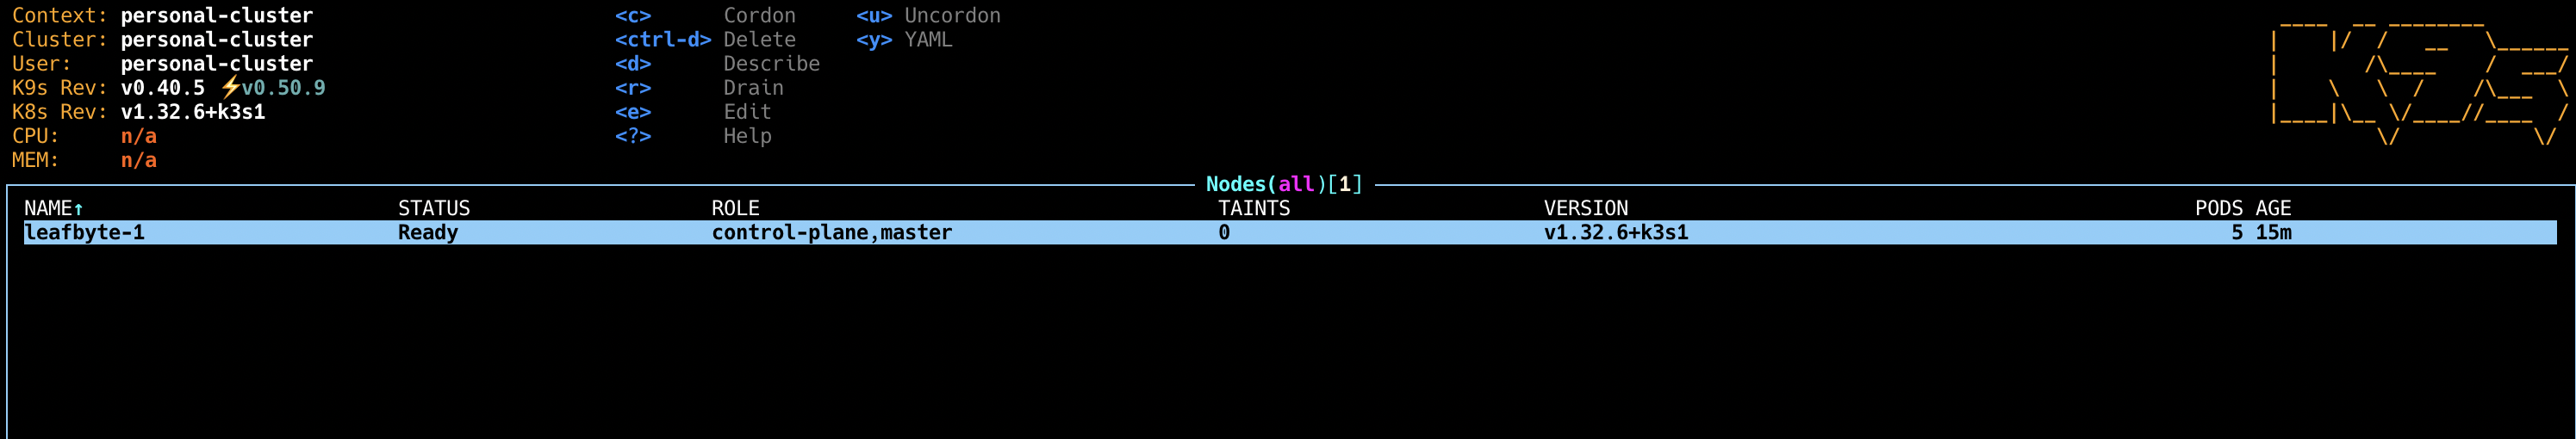 Context: personal-cluster <c> Cordon <u> Uncordon
Cluster: personal-cluster <ctrl-d> Delete <y> YAML
User: personal-cluster <d> Describe
K9s Rev: v0.40.5 ⚡v0.50.9 <r> Drain
K8s Rev: v1.32.6+k3s1 <e> Edit
CPU: n/a <?> Help
MEM: n/a
Nodes(all)[1]
NAME↑ STATUS ROLE TAINTS VERSION PODS AGE
leafbyte-1 Ready control-plane,master 0 v1.32.6+k3s1 5 15m
K9s